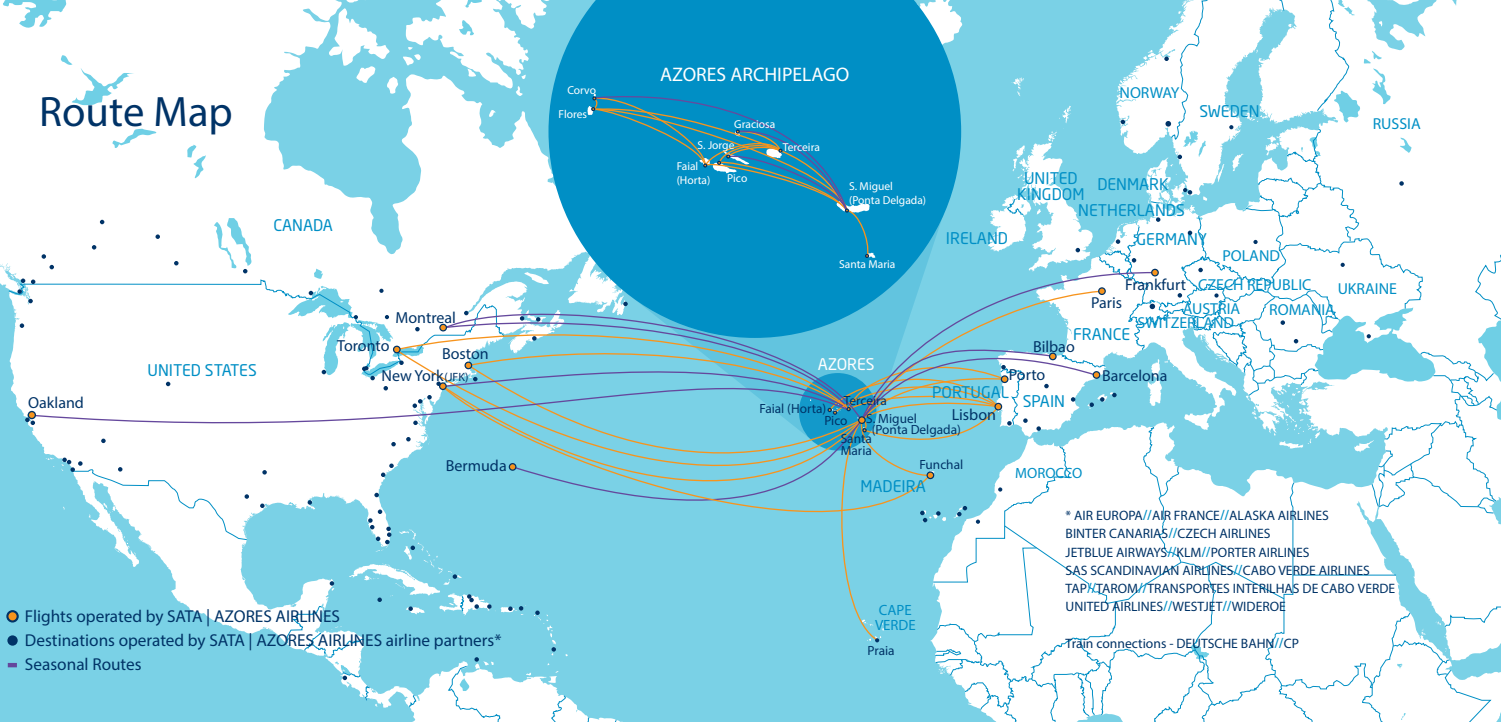 Route Map
AZORES ARCHIPELAGO
Corvo
Flores
Graciosa
S. Jorge
Terceira
Faial
(Horta)
Pico
S. Miguel
(Ponta Delgada)
Santa Maria
NORWAY
SWEDEN
RUSSIA
UNITED
KINGDOM
DENMARK
NETHERLANDS
IRELAND
GERMANY
POLAND
CANADA
Frankfurt
CZECH REPUBLIC
UKRAINE
Paris
AUSTRIA
ROMANIA
SWITZERLAND
FRANCE
Montreal
Toronto
Boston
Bilbao
UNITED STATES
New York (JFK)
AZORES
Porto
Barcelona
PORTUGAL
SPAIN
Oakland
Terceira
Faial (Horta)
Pico
S. Miguel
(Ponta Delgada)
Lisbon
Santa
Maria
Bermuda
Funchal
MADEIRA
MOROCCO
* AIR EUROPA//AIR FRANCE//ALASKA AIRLINES
BINTER CANARIAS//CZECH AIRLINES
JETBLUE AIRWAYS//KLM//PORTER AIRLINES
SAS SCANDINAVIAN AIRLINES//CABO VERDE AIRLINES
TAP//TAROM//TRANSPORTES INTERILHAS DE CABO VERDE
UNITED AIRLINES//WESTJET//WIDEROE
Train connections - DEUTSCHE BAHN//CP
CAPE
VERDE
Praia
Flights operated by SATA | AZORES AIRLINES
Destinations operated by SATA | AZORES AIRLINES airline partners*
Seasonal Routes